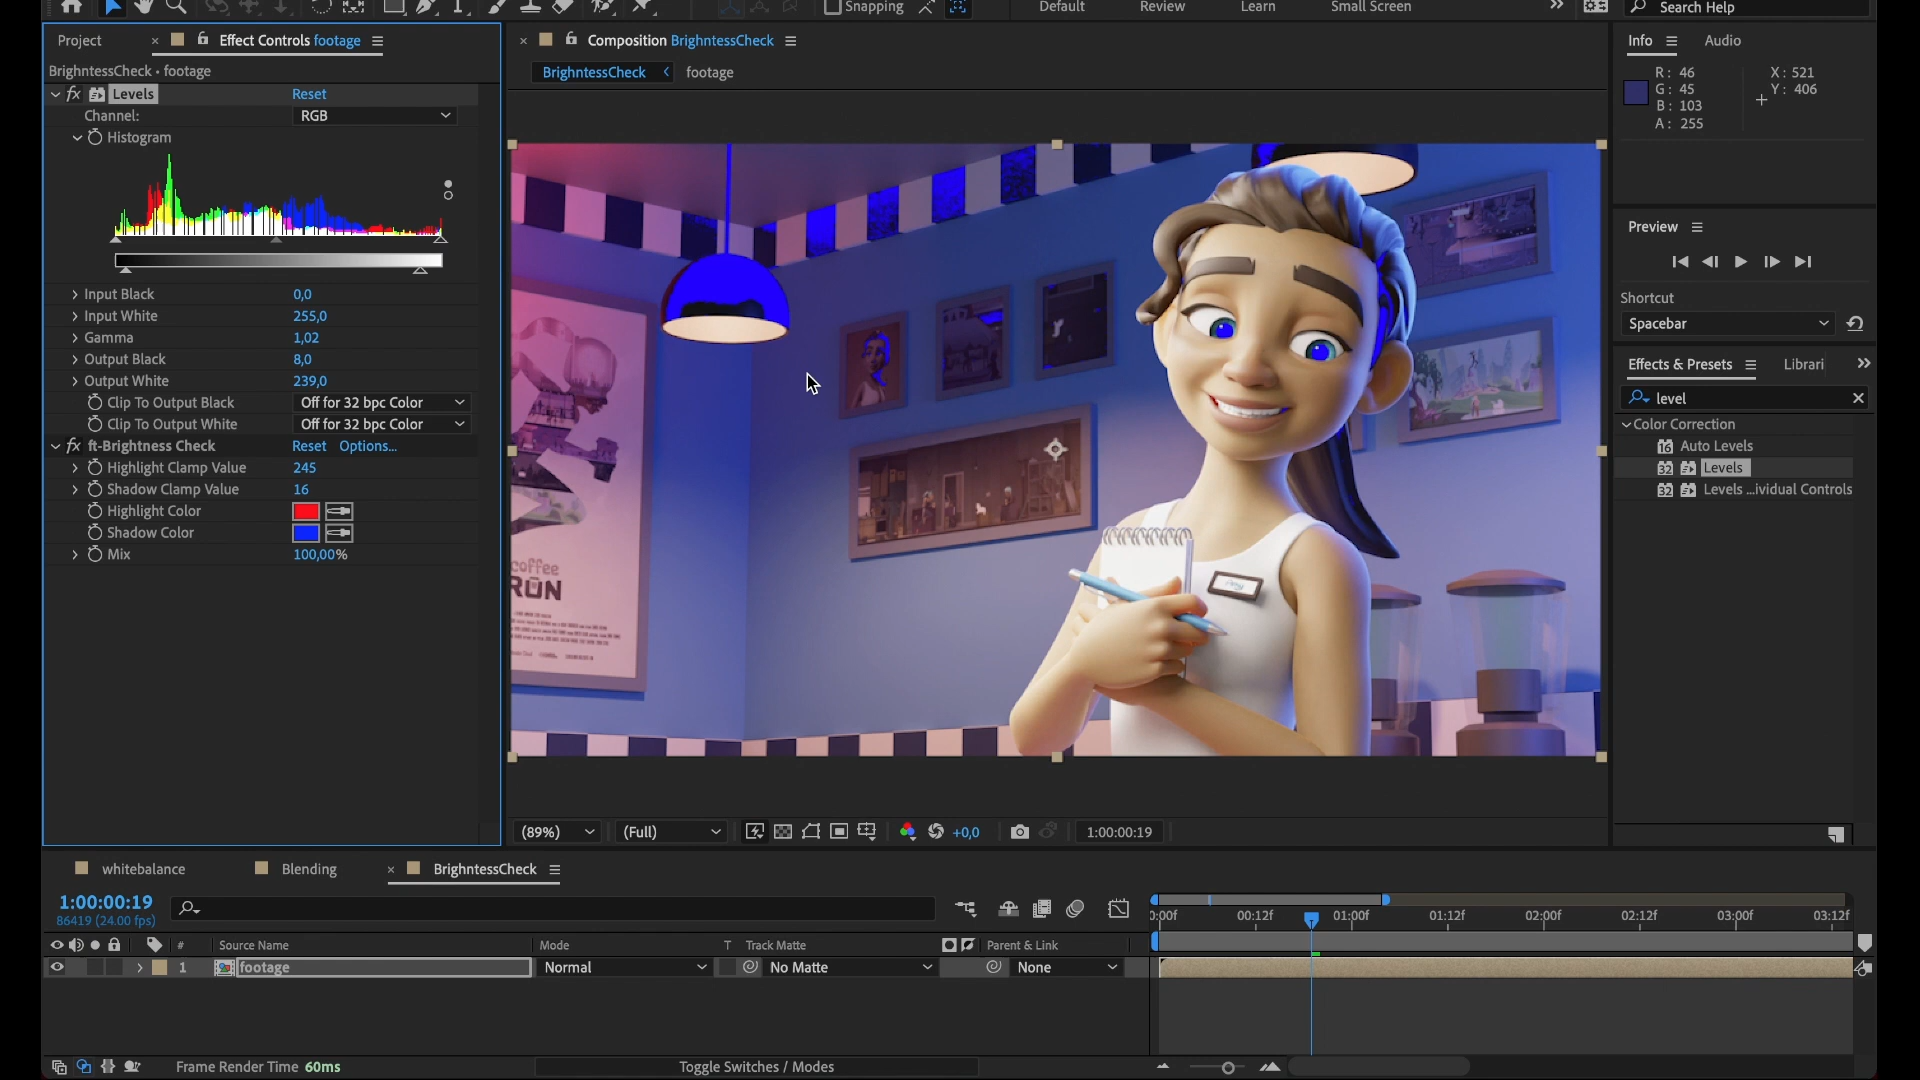 Snapping
Default
Review
Learn
Small Screen
Search Help
Project
Effect Controls footage
Composition BrighntessCheck
Info
Audio
BrighntessCheck • footage
BrighntessCheck
footage
R: 46
G: 45
B: 103
A: 255
X: 521
Y: 406
fx Levels
Reset
Channel:
RGB
Histogram
Input Black
0,0
Input White
255,0
Gamma
1,02
Output Black
8,0
Output White
239,0
Clip To Output Black
Off for 32 bpc Color
Clip To Output White
Off for 32 bpc Color
fx ft-Brightness Check
Reset
Options...
Highlight Clamp Value
245
Shadow Clamp Value
16
Highlight Color
Shadow Color
Mix
100,00%
coffee
RUN
Preview
Shortcut
Spacebar
Effects & Presets
Librari
level
Color Correction
16 Auto Levels
32 Levels
32 Levels ...ividual Controls
(89%)
(Full)
+0,0
1:00:00:19
whitebalance
Blending
BrighntessCheck
1:00:00:19
86419 (24.00 fps)
0:00f
00:12f
01:00f
01:12f
02:00f
02:12f
03:00f
03:12f
#
Source Name
Mode
T
Track Matte
Parent & Link
1
footage
Normal
No Matte
None
Frame Render Time 60ms
Toggle Switches / Modes